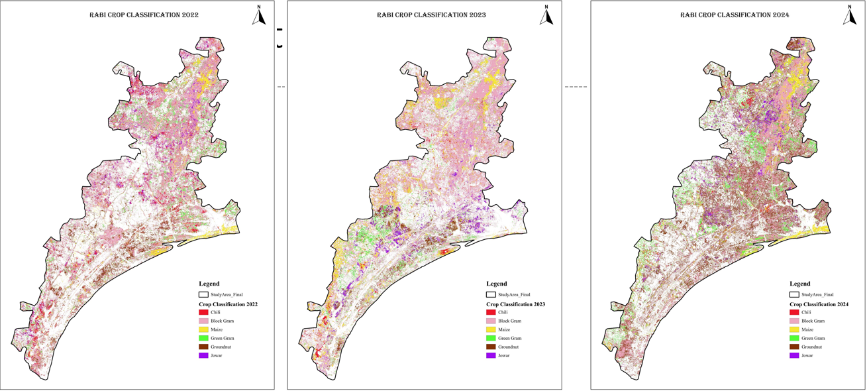 RABI CROP CLASSIFICATION 2022
N
Legend
StudyArea_Final
Crop Classification 2022
Chili
Black Gram
Maize
Green Gram
Groundnut
Jowar
RABI CROP CLASSIFICATION 2023
N
Legend
StudyArea_Final
Crop Classification 2023
Chili
Black Gram
Maize
Green Gram
Groundnut
Jowar
RABI CROP CLASSIFICATION 2024
N
Legend
StudyArea_Final
Crop Classification 2024
Chili
Black Gram
Maize
Green Gram
Groundnut
Jowar